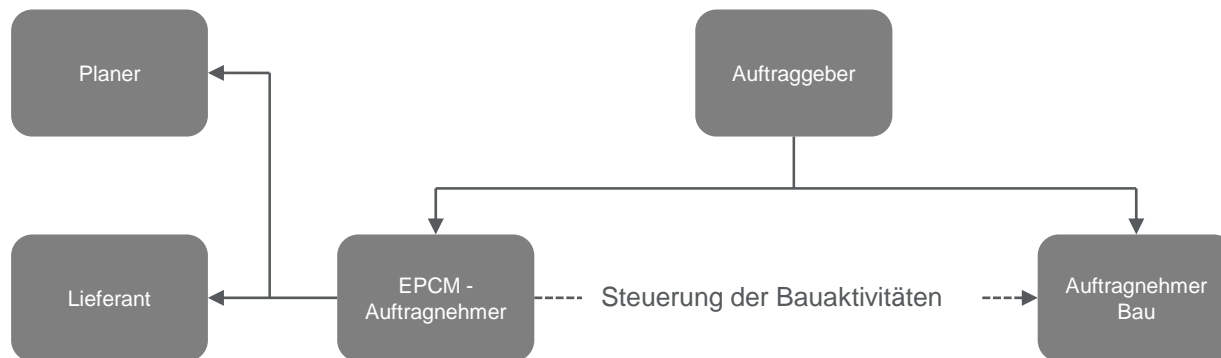 Planer
Auftraggeber
Lieferant
EPCM -
Auftragnehmer
Steuerung der Bauaktivitäten
Auftragnehmer
Bau